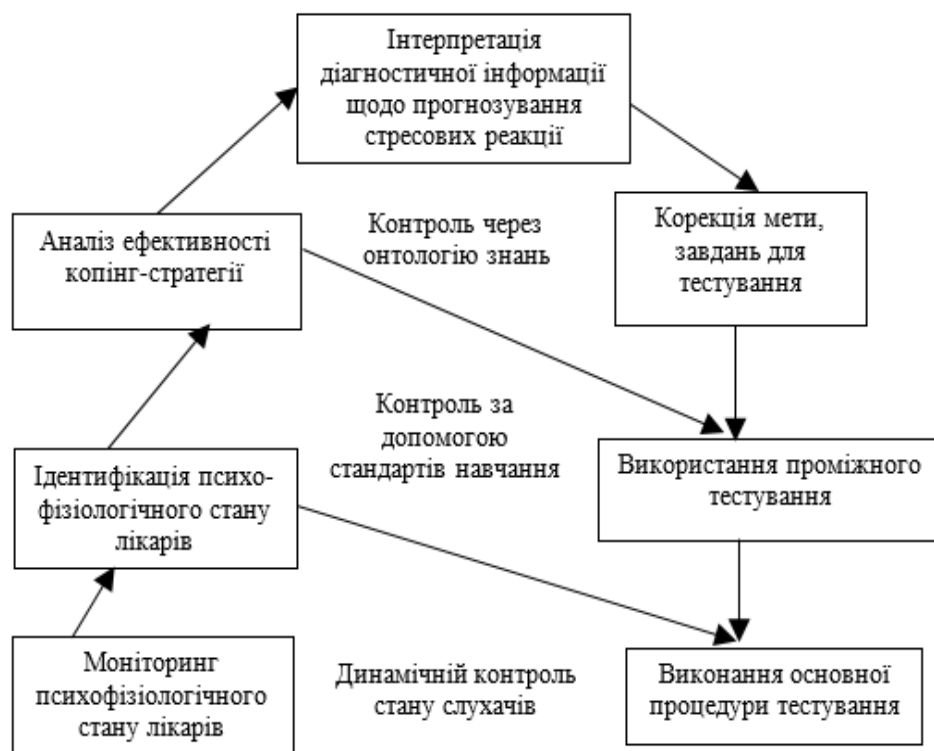 Інтерпретація
діагностичної інформації
щодо прогнозування
стресових реакції
Аналіз ефективності
копінг-стратегії
Контроль через
онтологію знань
Корекція мети,
завдань для
тестування
Контроль за
допомогою
стандартів навчання
Ідентифікація психо-
фізіологічного стану
лікарів
Використання проміжного
тестування
Моніторинг
психофізіологічного
стану лікарів
Динамічній контроль
стану слухачів
Виконання основної
процедури тестування